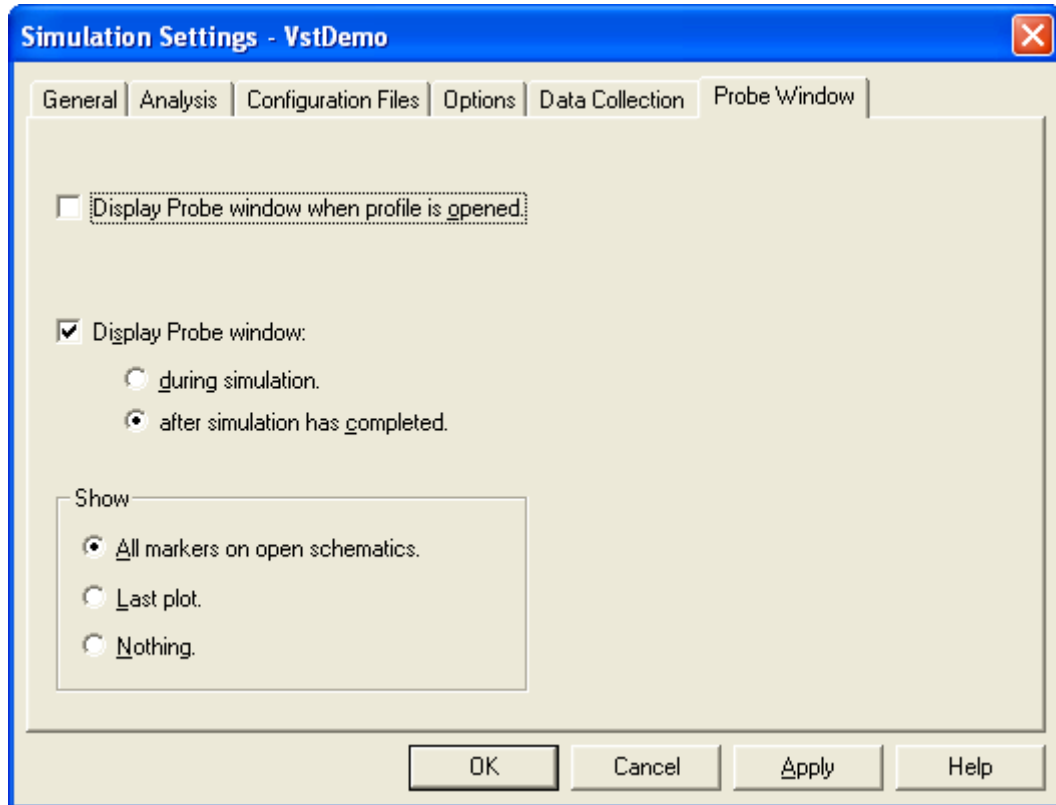 Simulation Settings - VstDemo
General Analysis Configuration Files Options Data Collection Probe Window
Display Probe window when profile is opened.
Display Probe window:
during simulation.
after simulation has completed.
Show
All markers on open schematics.
Last plot.
Nothing.
OK Cancel Apply Help